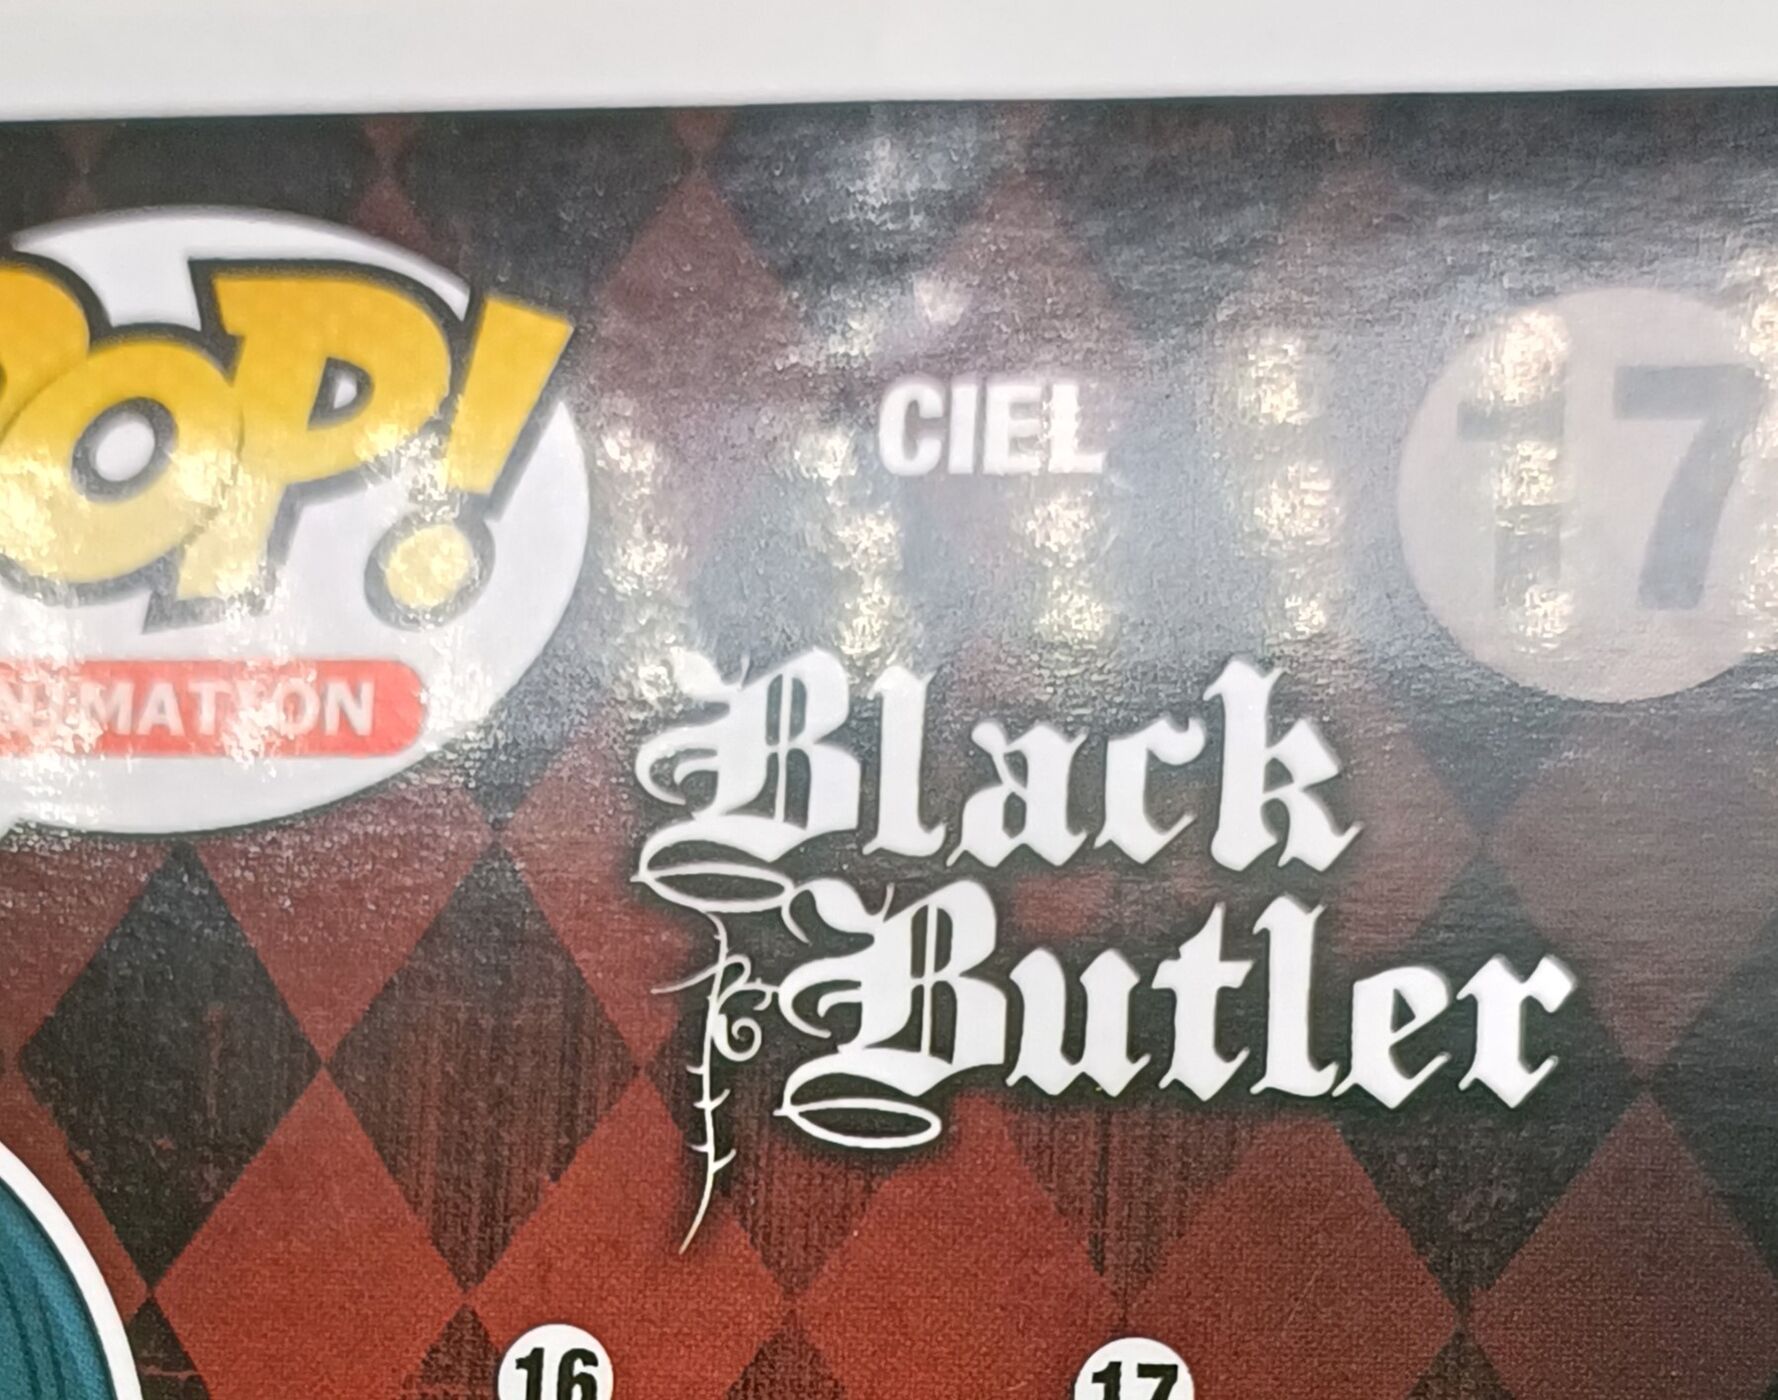 POP!
ANIMATION
CIEL
17
Black
Butler
16
17